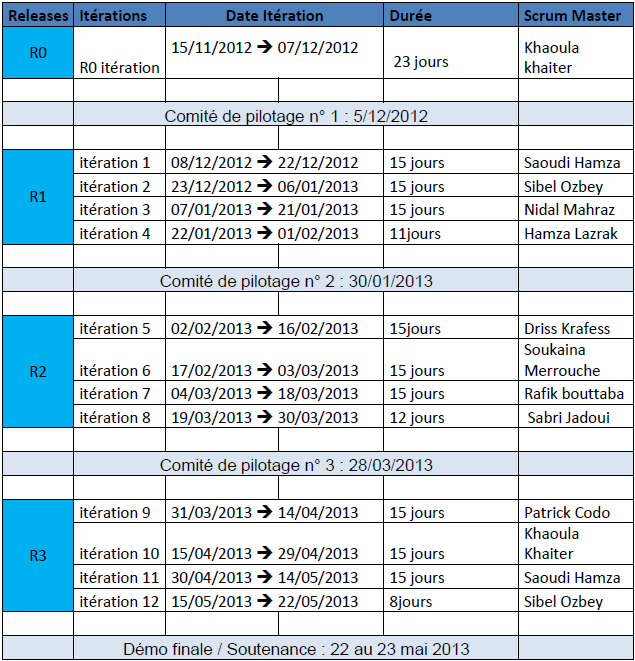 Releases Itérations Date Itération Durée Scrum Master
R0 R0 itération 15/11/2012 🡪 07/12/2012 23 jours Khaoula
khaiter
Comité de pilotage n° 1 : 5/12/2012
R1
itération 1 08/12/2012 🡪 22/12/2012 15 jours Saoudi Hamza
itération 2 23/12/2012 🡪 06/01/2013 15 jours Sibel Ozbey
itération 3 07/01/2013 🡪 21/01/2013 15 jours Nidal Mahraz
itération 4 22/01/2013 🡪 01/02/2013 11jours Hamza Lazrak
Comité de pilotage n° 2 : 30/01/2013
R2
itération 5 02/02/2013 🡪 16/02/2013 15jours Driss Krafess
itération 6 17/02/2013 🡪 03/03/2013 15 jours Soukaina
Merrouche
itération 7 04/03/2013 🡪 18/03/2013 15 jours Rafik bouttaba
itération 8 19/03/2013 🡪 30/03/2013 12 jours Sabri Jadoui
Comité de pilotage n° 3 : 28/03/2013
R3
itération 9 31/03/2013 🡪 14/04/2013 15 jours Patrick Codo
itération 10 15/04/2013 🡪 29/04/2013 15 jours Khaoula
Khaiter
itération 11 30/04/2013 🡪 14/05/2013 15 jours Saoudi Hamza
itération 12 15/05/2013 🡪 22/05/2013 8jours Sibel Ozbey
Démo finale / Soutenance : 22 au 23 mai 2013